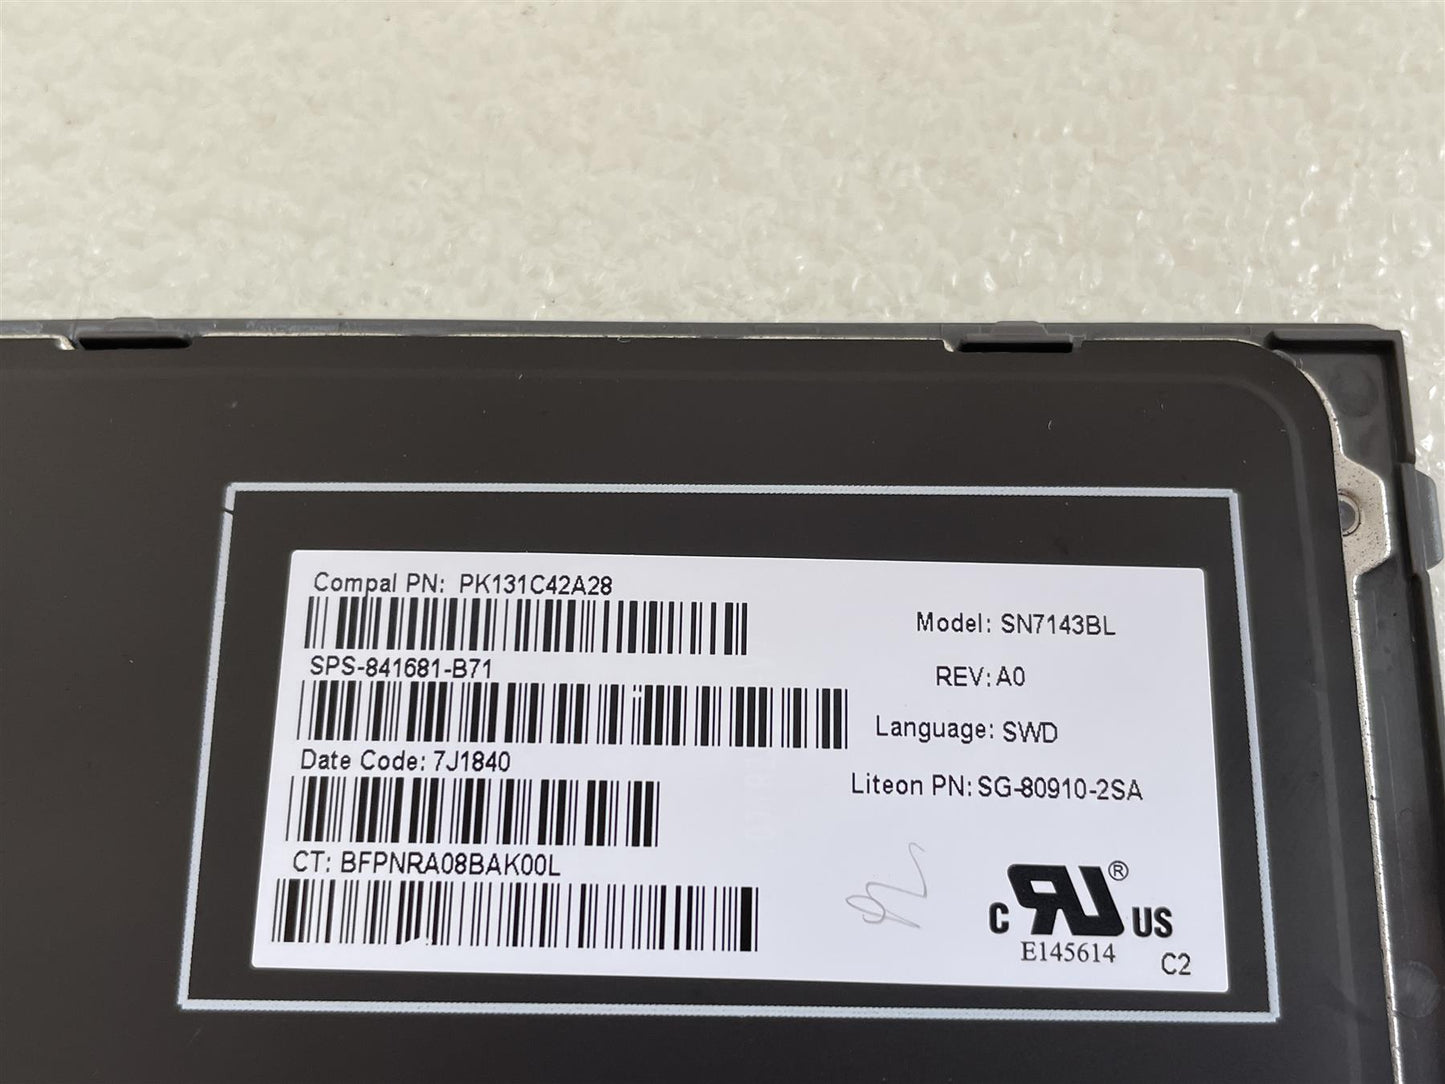 Compal PN: PK131C42A28
SPS-841681-B71
Date Code: 7J1840
CT: BFPNRA08BAK00L
Model: SN7143BL
REV: A0
Language: SWD
Liteon PN: SG-80910-2SA
C RU ® US
E145614
C2